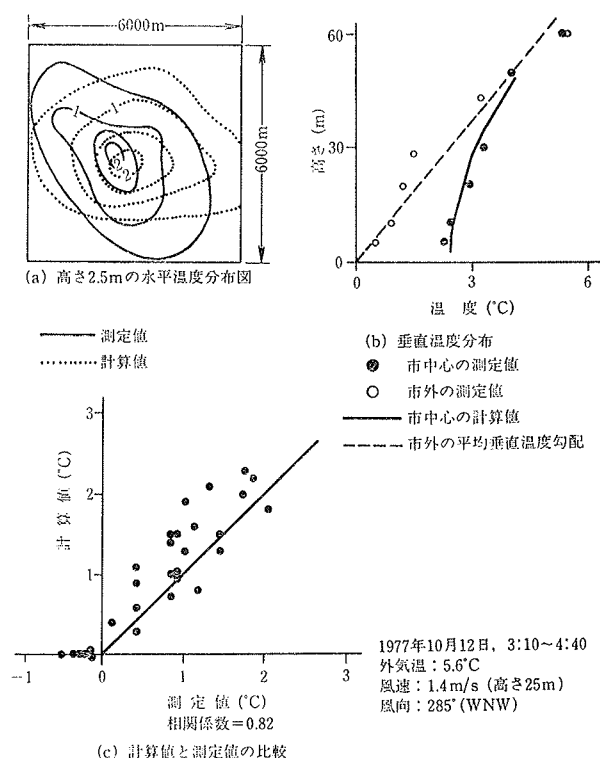 6000m
6000m
1
1
2
2
(a) 高さ2.5mの水平温度分布図
測定値
計算値
60
30
0
高さ (m)
0
3
6
温 度 (℃)
(b) 垂直温度分布
市中心の測定値
市外の測定値
市中心の計算値
市外の平均垂直温度勾配
3
2
1
計算値 (℃)
-1
0
1
2
3
測定値 (℃)
相関係数=0.82
1977年10月12日, 3:10~4:40
外気温:5.6℃
風速:1.4m/s (高さ25m)
風向:285°(WNW)
(c) 計算値と測定値の比較